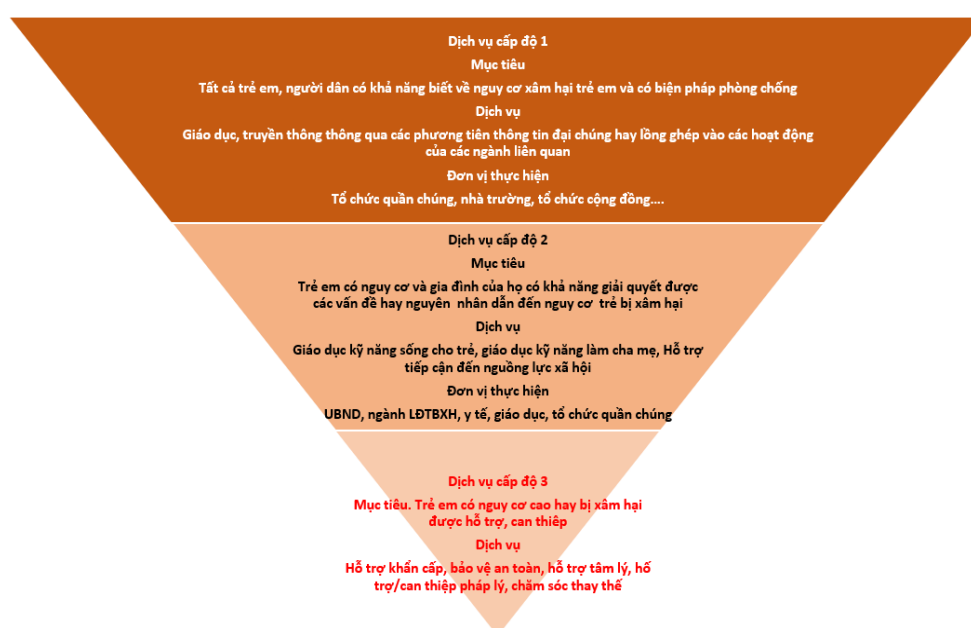 Dịch vụ cấp độ 1
Mục tiêu
Tất cả trẻ em, người dân có khả năng biết về nguy cơ xâm hại trẻ em và có biện pháp phòng chống
Dịch vụ
Giáo dục, truyền thông thông qua các phương tiên thông tin đại chúng hay lồng ghép vào các hoạt động
của các ngành liên quan
Đơn vị thực hiện
Tổ chức quần chúng, nhà trường, tổ chức cộng đồng....
Dịch vụ cấp độ 2
Mục tiêu
Trẻ em có nguy cơ và gia đình của họ có khả năng giải quyết được
các vấn đề hay nguyên nhân dẫn đến nguy cơ trẻ bị xâm hại
Dịch vụ
Giáo dục kỹ năng sống cho trẻ, giáo dục kỹ năng làm cha mẹ, Hỗ trợ
tiếp cận đến nguồng lực xã hội
Đơn vị thực hiện
UBND, ngành LĐTBXH, y tế, giáo dục, tổ chức quần chúng
Dịch vụ cấp độ 3
Mục tiêu. Trẻ em có nguy cơ cao hay bị xâm hại
được hỗ trợ, can thiêp
Dịch vụ
Hỗ trợ khẩn cấp, bảo vệ an toàn, hỗ trợ tâm lý, hố
trợ/can thiệp pháp lý, chăm sóc thay thế